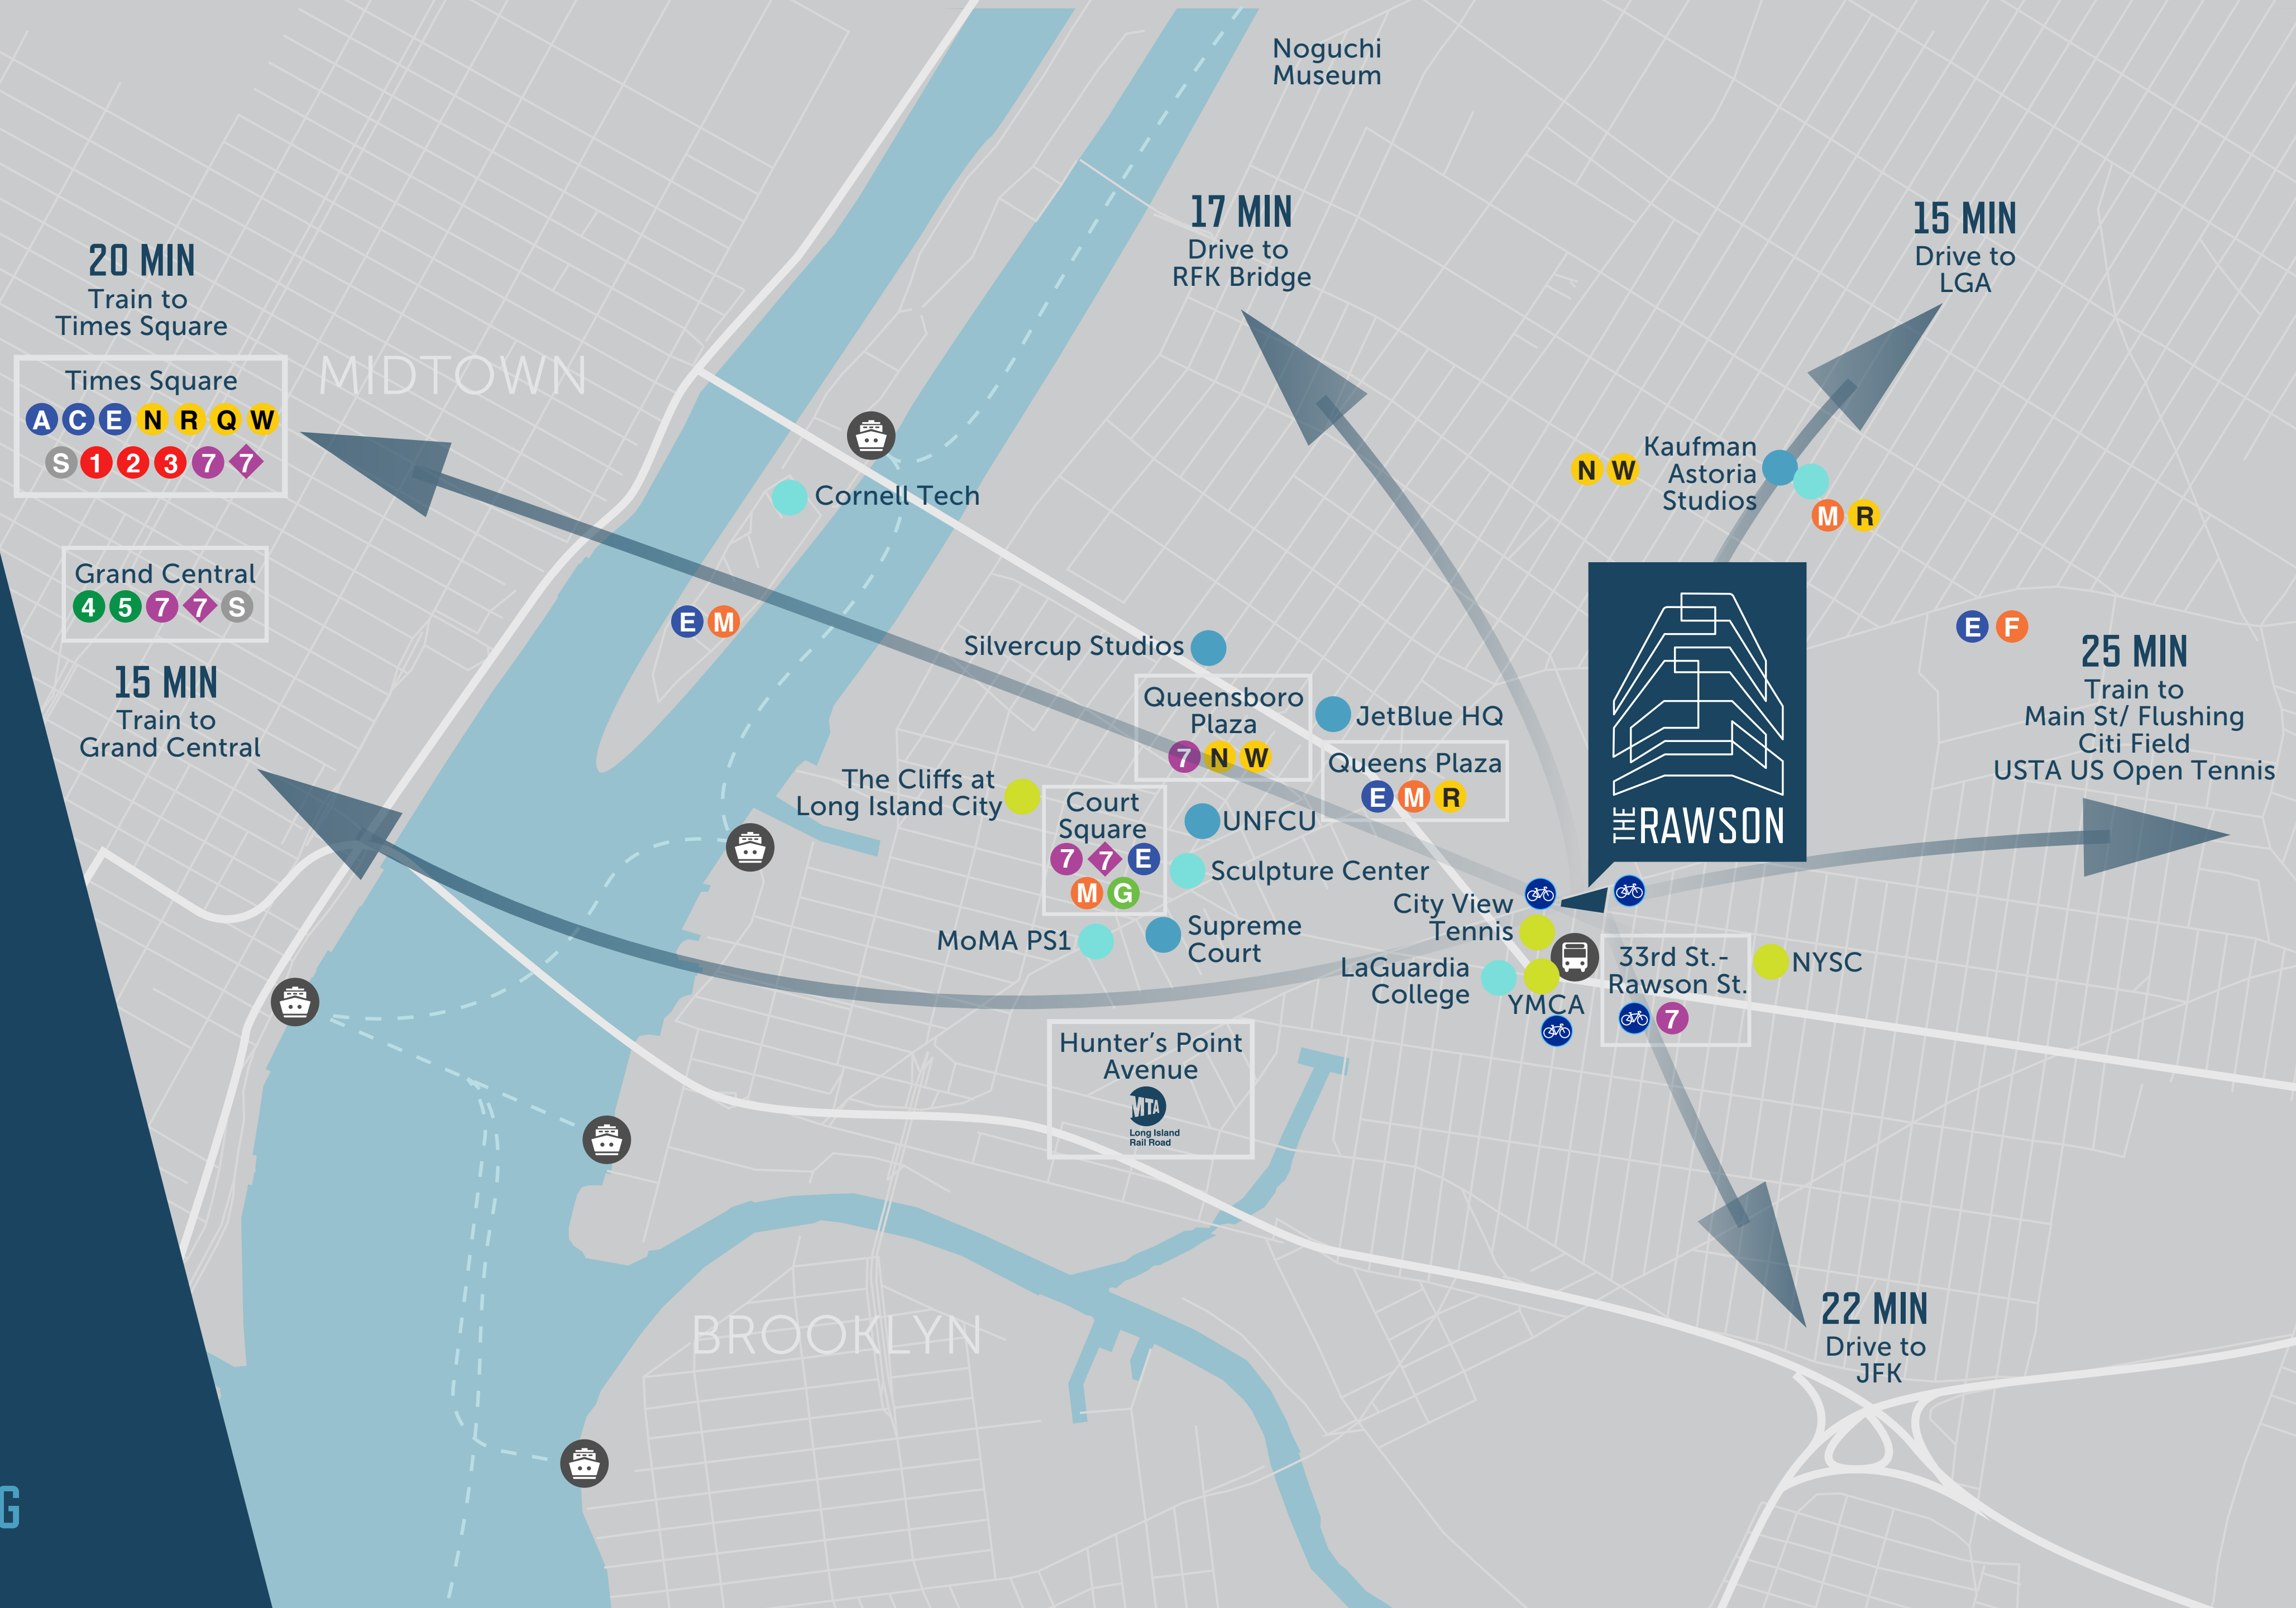 Noguchi
Museum
17 MIN
Drive to
RFK Bridge
15 MIN
Drive to
LGA
20 MIN
Train to
Times Square
Times Square
A C E N R Q W
S 1 2 3 7 7
MIDTOWN
Grand Central
4 5 7 7 S
15 MIN
Train to
Grand Central
Cornell Tech
E M
N W
Kaufman
Astoria
Studios
M R
E F
25 MIN
Train to
Main St/ Flushing
Citi Field
USTA US Open Tennis
THE RAWSON
Silvercup Studios
Queensboro
Plaza
7 N W
JetBlue HQ
Queens Plaza
E M R
The Cliffs at
Long Island City
Court
Square
7 7 E
M G
UNFCU
Sculpture Center
MoMA PS1
Supreme
Court
City View
Tennis
LaGuardia
College
YMCA
33rd St.-
Rawson St.
7
NYSC
Hunter’s Point
Avenue
MTA
Long Island
Rail Road
BROOKLYN
22 MIN
Drive to
JFK
G